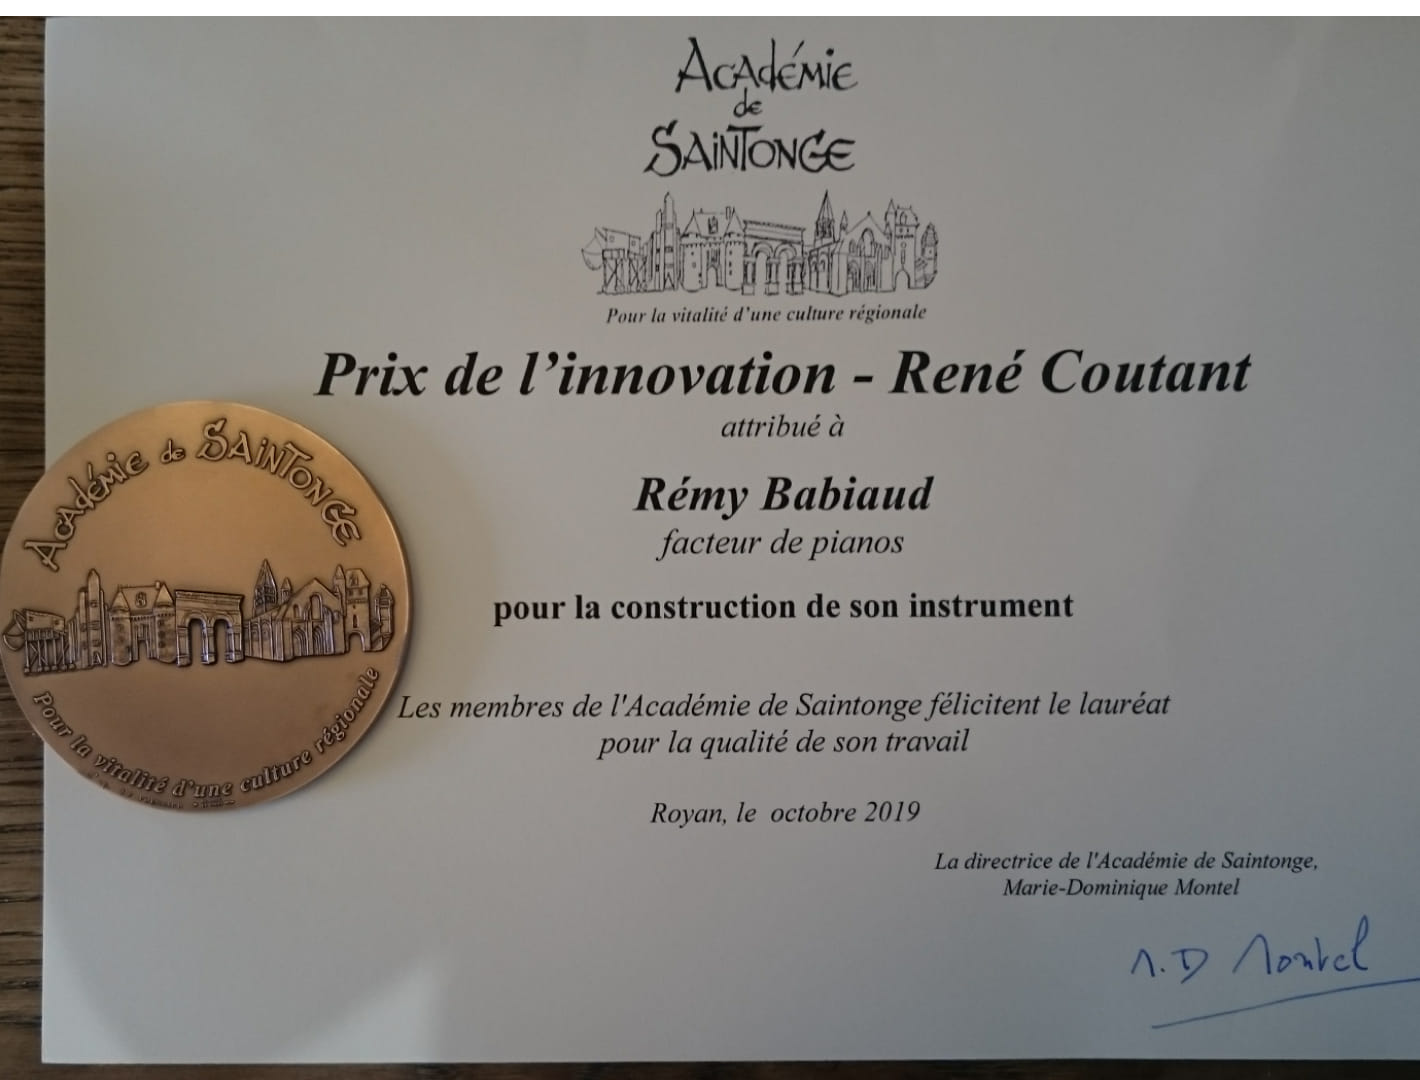 Académie
de
Saintonge
Pour la vitalité d'une culture régionale
Prix de l'innovation - René Coutant
attribué à
Rémy Babiaud
facteur de pianos
pour la construction de son instrument
Les membres de l'Académie de Saintonge félicitent le lauréat
pour la qualité de son travail
Royan, le octobre 2019
La directrice de l'Académie de Saintonge,
Marie-Dominique Montel
M.D Montel
Académie de Saintonge
Pour la vitalité d'une culture régionale